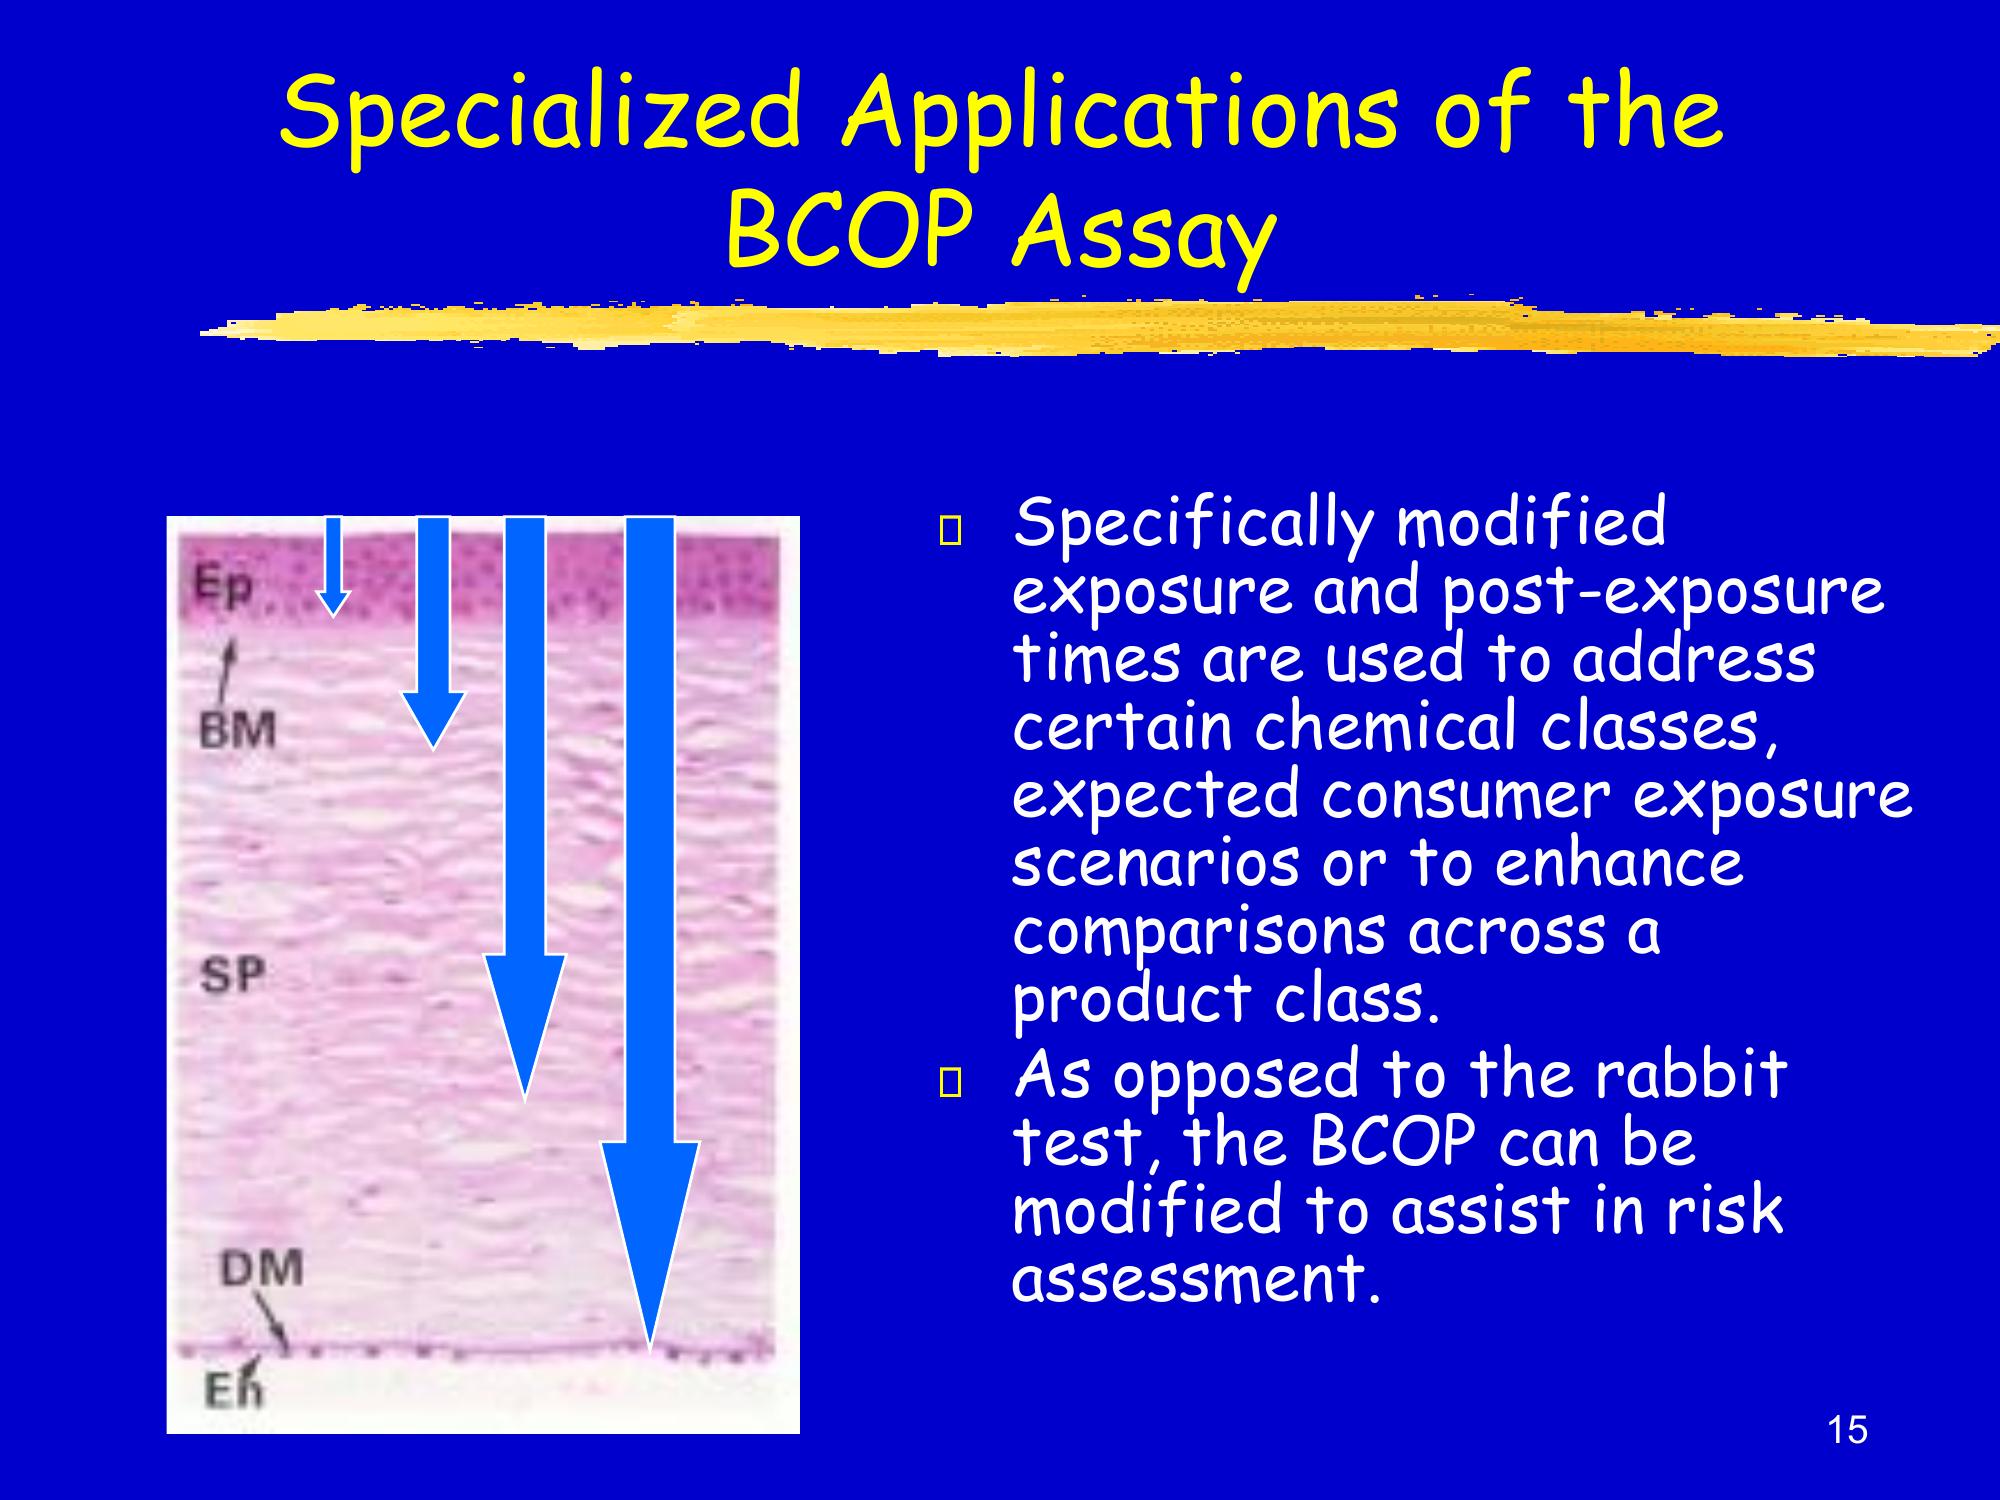 Specialized Applications of the
BCOP Assay
Ep
BM
SP
DM
En
Specifically modified
exposure and post-exposure
times are used to address
certain chemical classes,
expected consumer exposure
scenarios or to enhance
comparisons across a
product class.
As opposed to the rabbit
test, the BCOP can be
modified to assist in risk
assessment.
15